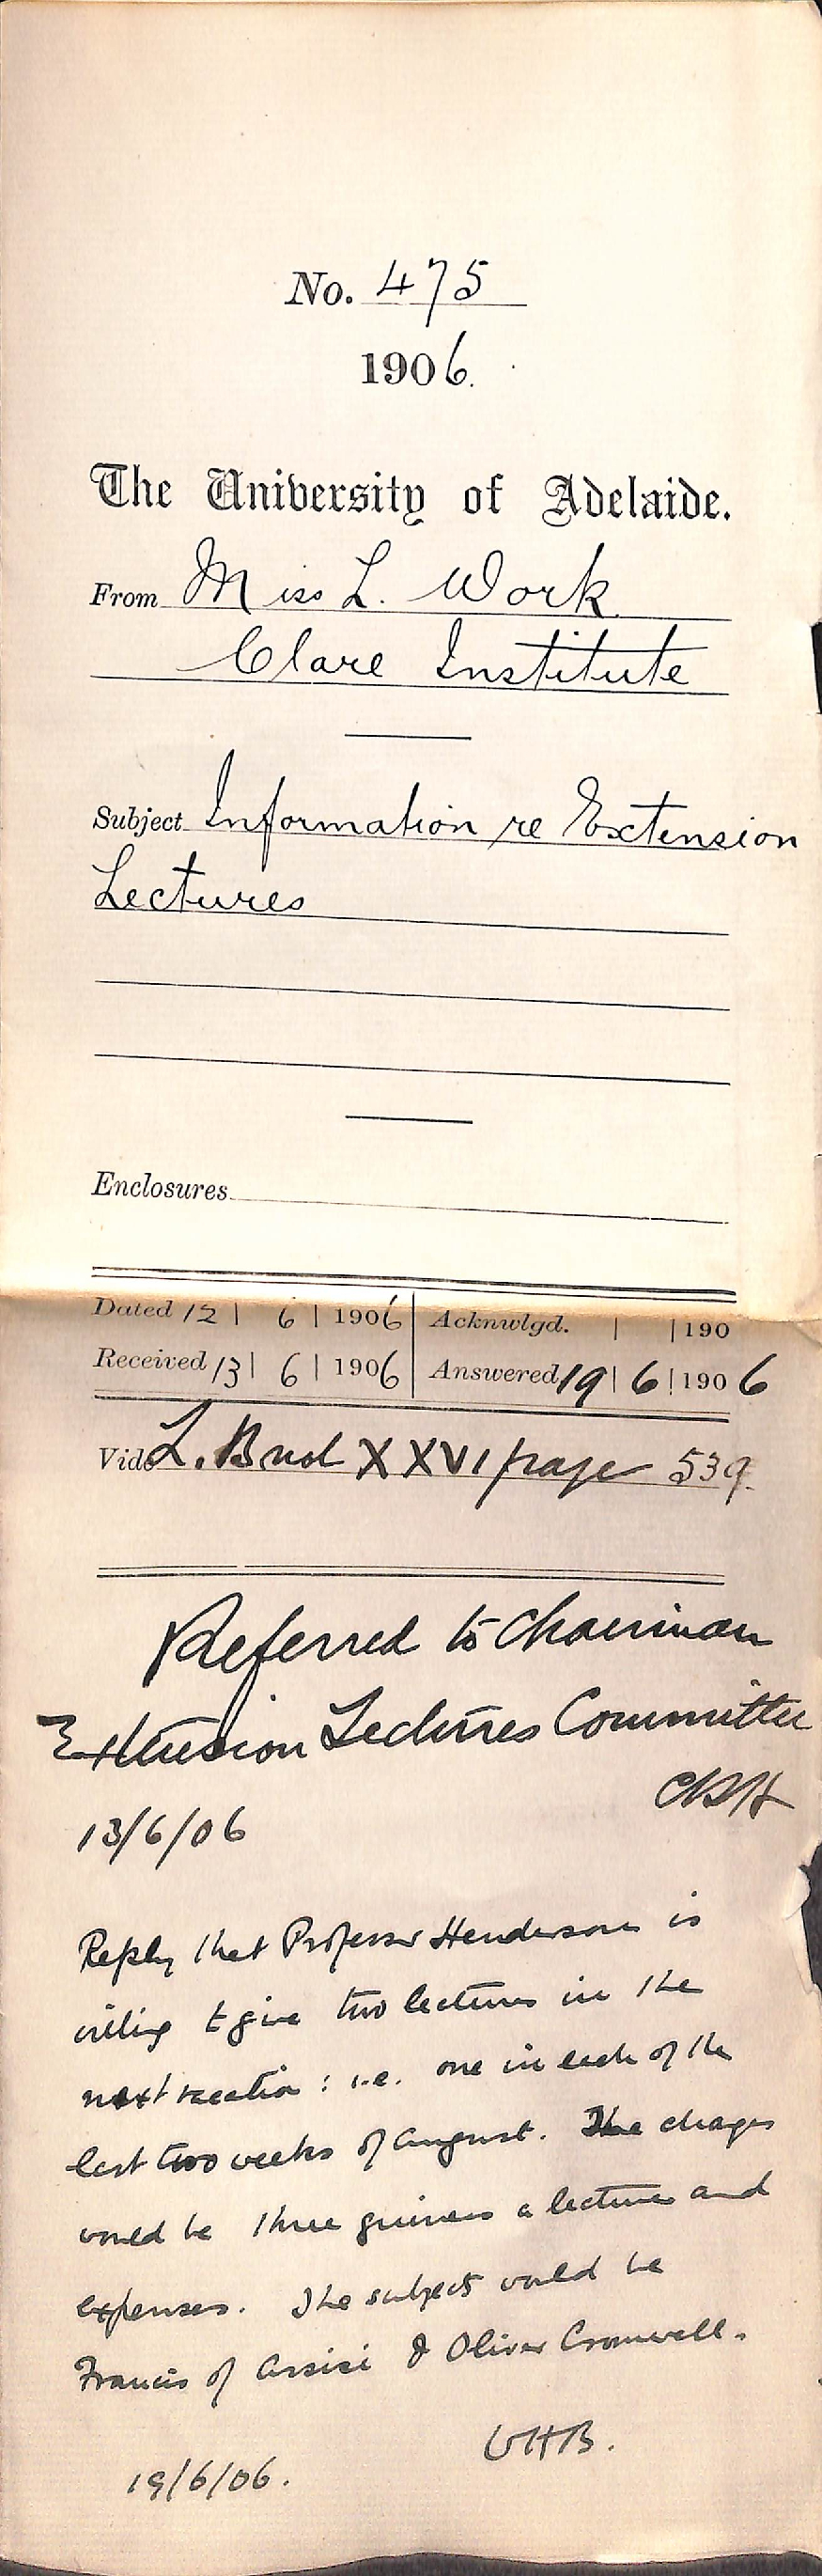 No. 475
1906.
The University of Adelaide.
From Miss L. Work
Clare Institute
Subject Information re Extension
Lectures
Enclosures
Dated 12 | 6 | 1906 Acknwlgd. | | 190
Received 13 | 6 | 1906 Answered 19 | 6 | 1906
Vide L. B vol XXVI page 539.
Referred to Chairman
Extension Lectures Committee
CRH
13/6/06
Reply that Professor Henderson is
willing to give two lectures in the
next vacation : i.e. one in each of the
last two weeks of August. The charges
would be three guineas a lecture and
expenses. The subjects would be
Francis of Assisi & Oliver Cromwell.
WHB.
19/6/06.